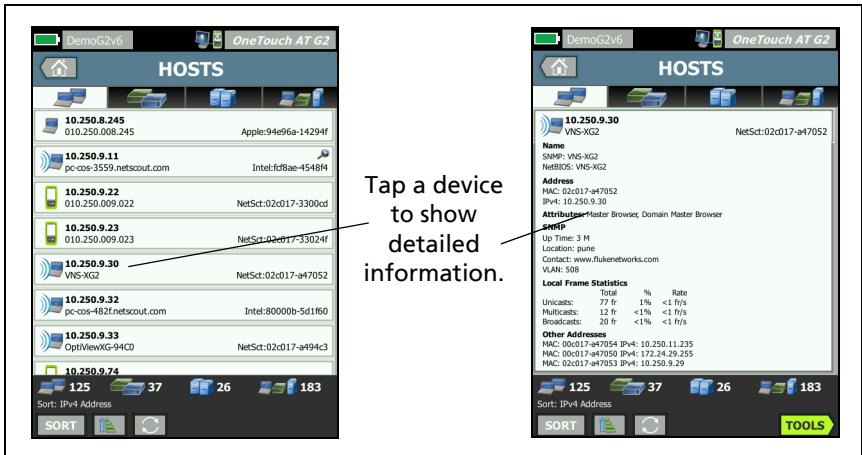 DemoG2v6 OneTouch AT G2
HOSTS
10.250.8.245
010.250.008.245 Apple:94e96a-14294f
10.250.9.11
pc-cos-3559.netscout.com Intel:fcf8ae-4548f4
10.250.9.22
010.250.009.022 NetSct:02c017-3300cd
10.250.9.23
010.250.009.023 NetSct:02c017-33024f
10.250.9.30
VNS-XG2 NetSct:02c017-a47052
10.250.9.32
pc-cos-482f.netscout.com Intel:80000b-5d1f60
10.250.9.33
OptiViewXG-94C0 NetSct:02c017-a494c3
10.250.9.74
125 37 26 183
Sort: IPv4 Address
SORT
Tap a device
to show
detailed
information.
DemoG2v6 OneTouch AT G2
HOSTS
10.250.9.30
VNS-XG2 NetSct:02c017-a47052
Name
SNMP: VNS-XG2
NetBIOS: VNS-XG2
Address
MAC: 02c017-a47052
IPv4: 10.250.9.30
Attributes: Master Browser, Domain Master Browser
SNMP
Up Time: 3 M
Location: pune
Contact: www.flukenetworks.com
VLAN: 508
Local Frame Statistics
Total % Rate
Unicasts: 77 fr 1% <1 fr/s
Multicasts: 12 fr <1% <1 fr/s
Broadcasts: 20 fr <1% <1 fr/s
Other Addresses
MAC: 00c017-a47054 IPv4: 10.250.11.235
MAC: 00c017-a47050 IPv4: 172.24.29.255
MAC: 02c017-a47053 IPv4: 10.250.9.29
125 37 26 183
Sort: IPv4 Address
SORT TOOLS